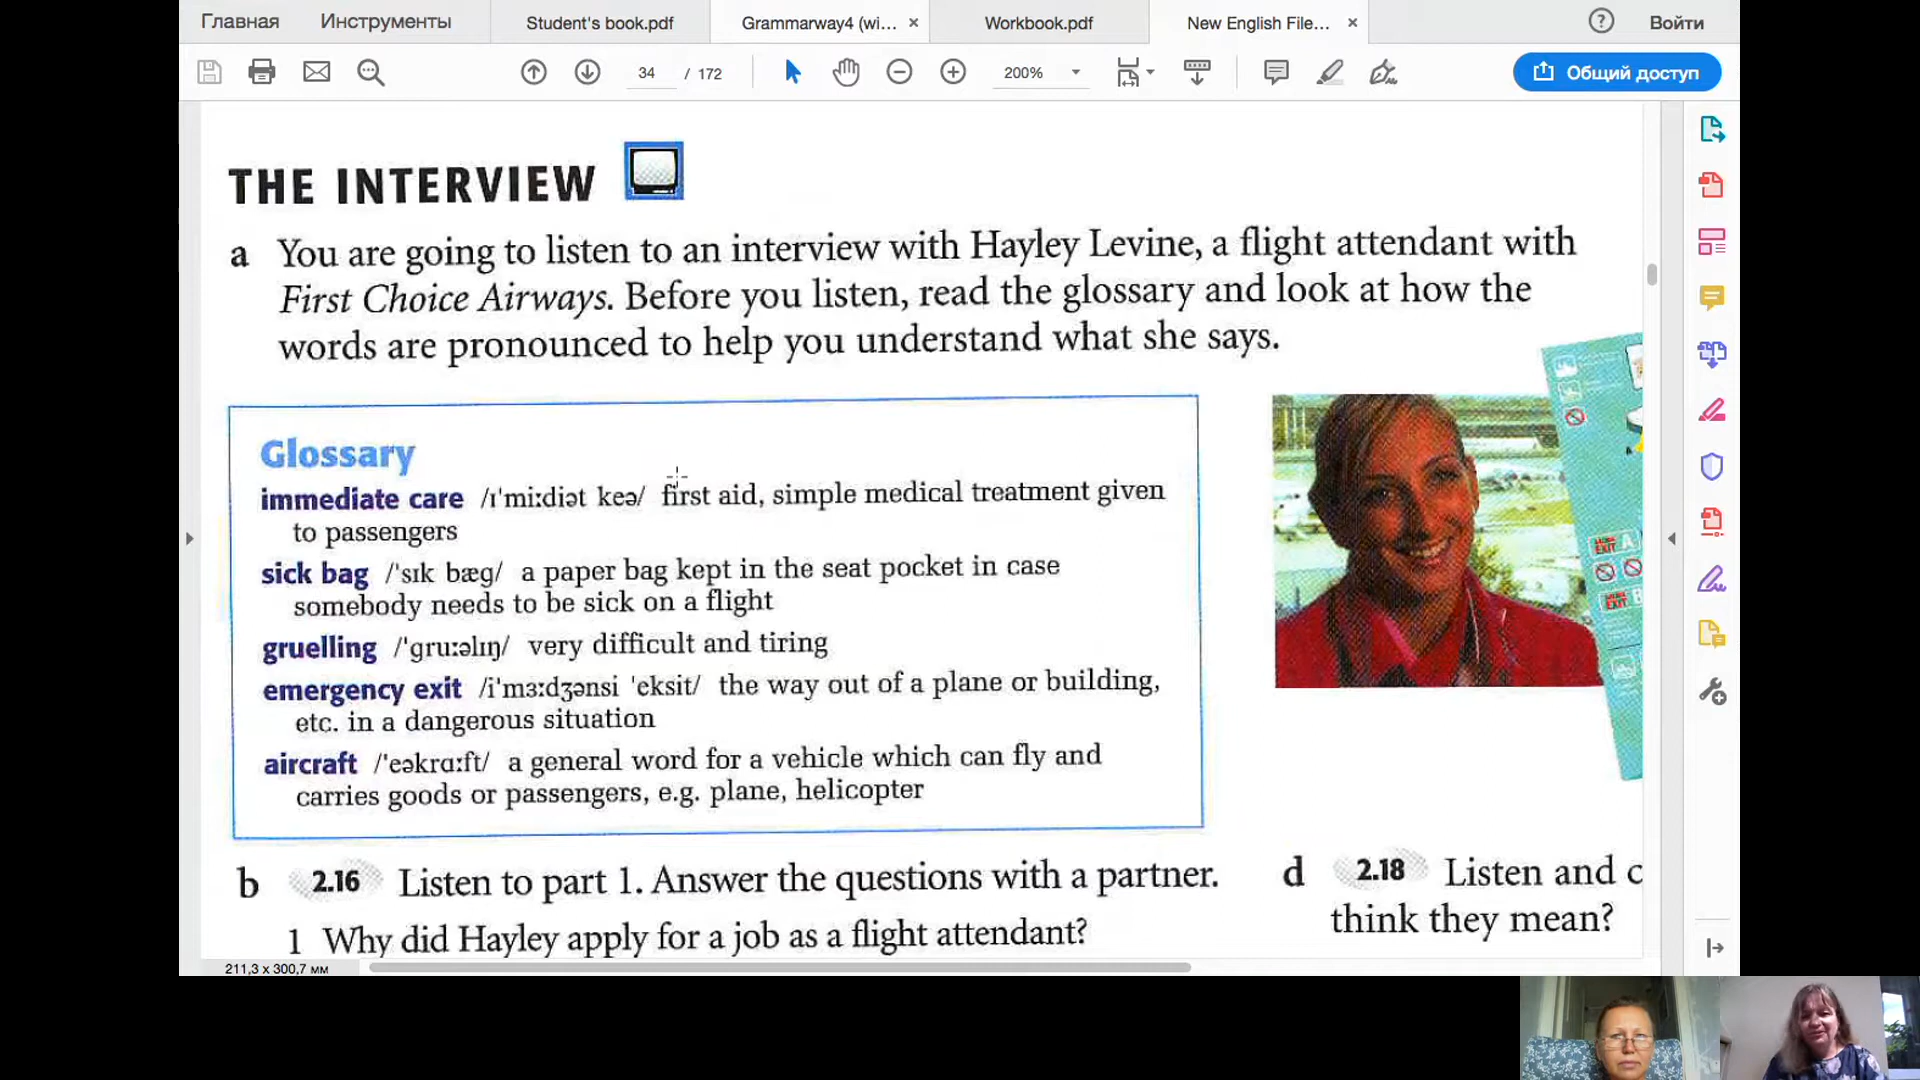 Главная
Инструменты
Student's book.pdf
Grammarway4 (wi...
Workbook.pdf
New English File...
Войти
34
/ 172
200%
Общий доступ
THE INTERVIEW
a You are going to listen to an interview with Hayley Levine, a flight attendant with
First Choice Airways. Before you listen, read the glossary and look at how the
words are pronounced to help you understand what she says.
Glossary
immediate care /ɪˈmiːdiət keə/ first aid, simple medical treatment given
to passengers
sick bag /ˈsɪk bæg/ a paper bag kept in the seat pocket in case
somebody needs to be sick on a flight
gruelling /ˈgruːəlɪŋ/ very difficult and tiring
emergency exit /iˈmɜːdʒənsi ˈeksit/ the way out of a plane or building,
etc. in a dangerous situation
aircraft /ˈeəkrɑːft/ a general word for a vehicle which can fly and
carries goods or passengers, e.g. plane, helicopter
b 2.16 Listen to part 1. Answer the questions with a partner.
1 Why did Hayley apply for a job as a flight attendant?
d 2.18 Listen and c
think they mean?
211,3 x 300,7 мм